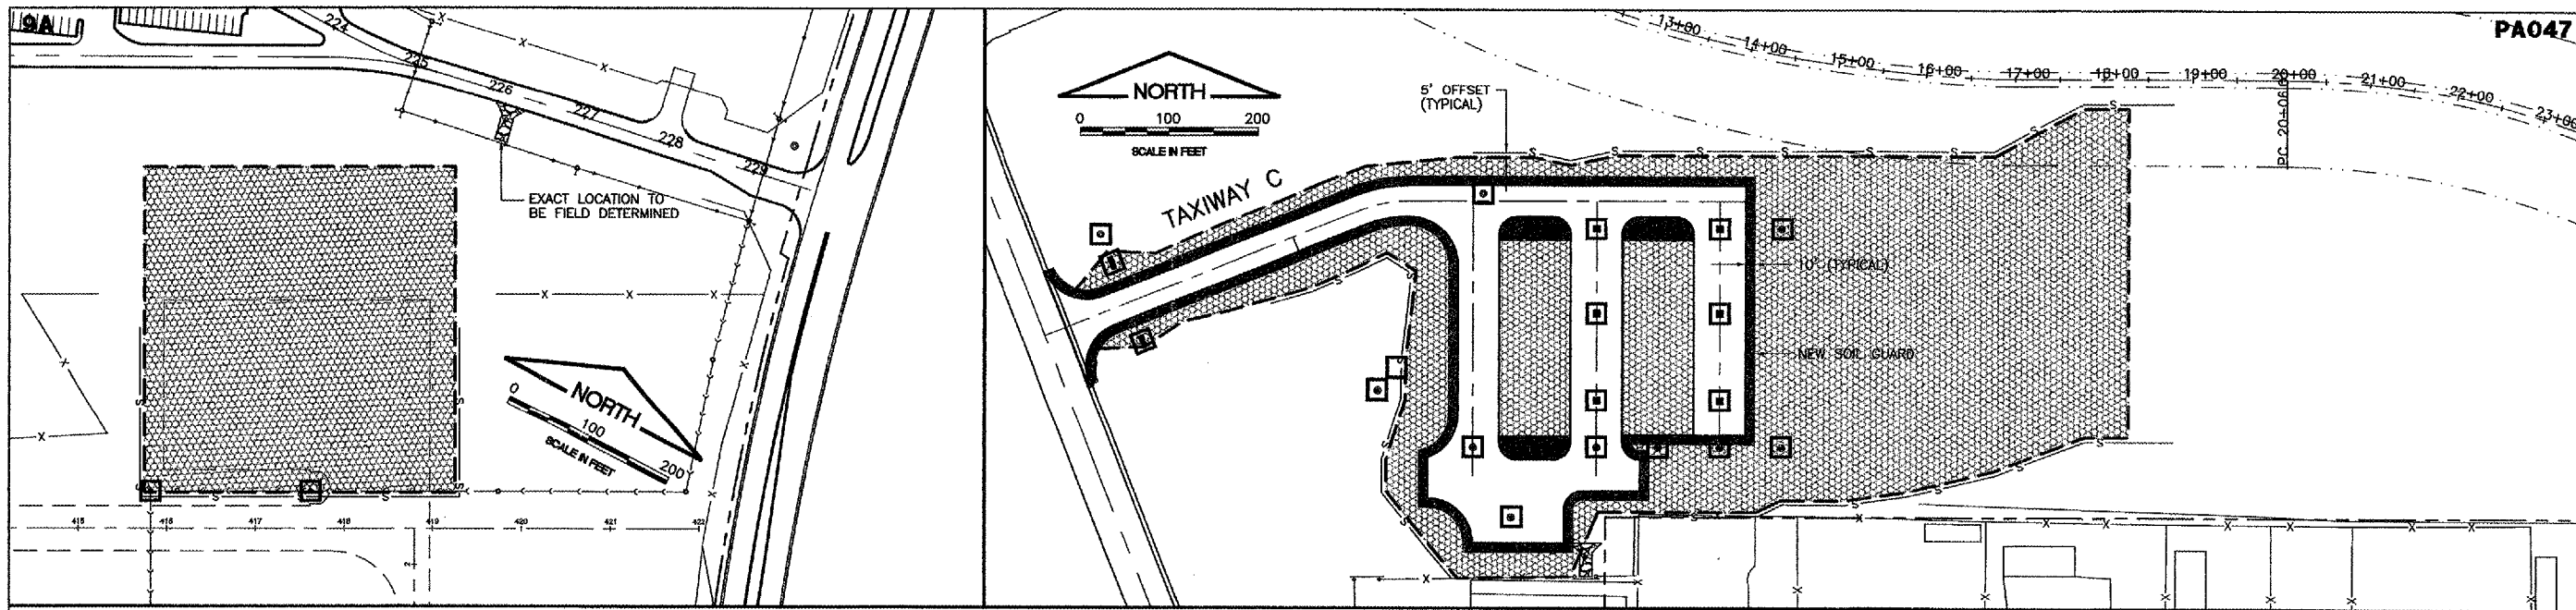 9A
224
225
226
227
228
229
EXACT LOCATION TO
BE FIELD DETERMINED
NORTH
0 100 200
SCALE IN FEET
415 416 417 418 419 420 421 422
2
PA047
13+00 14+00 15+00 16+00 17+00 18+00 19+00 20+00 21+00 22+00 23+00
NORTH
0 100 200
SCALE IN FEET
5' OFFSET
(TYPICAL)
TAXIWAY C
10' (TYPICAL)
NEW SOIL GUARD